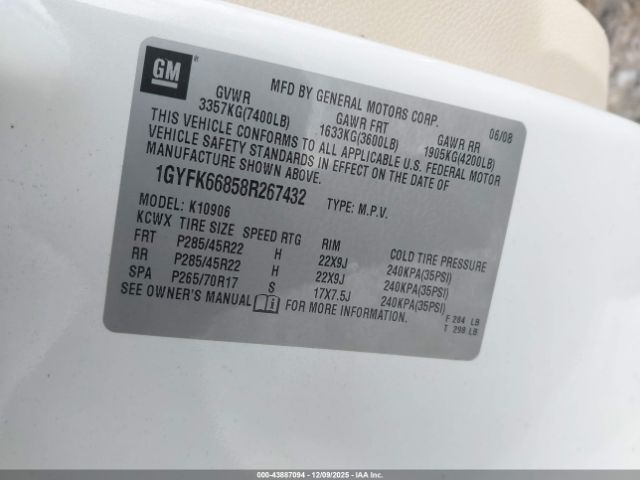 GM
MFD BY GENERAL MOTORS CORP. 06/08
GVWR GAWR FRT GAWR RR
3357KG(7400LB) 1633KG(3600LB) 1905KG(4200LB)
THIS VEHICLE CONFORMS TO ALL APPLICABLE U.S. FEDERAL MOTOR
VEHICLE SAFETY STANDARDS IN EFFECT ON THE DATE OF
MANUFACTURE SHOWN ABOVE.
1GYFK66858R267432 TYPE: M.P.V.
MODEL: K10906
KCWX TIRE SIZE SPEED RTG RIM COLD TIRE PRESSURE
FRT P285/45R22 H 22X9J 240KPA(35PSI)
RR P285/45R22 H 22X9J 240KPA(35PSI)
SPA P265/70R17 S 17X7.5J 240KPA(35PSI)
SEE OWNER'S MANUAL FOR MORE INFORMATION.
F 284 LB
T 298 LB
000-43887094 - 12/09/2025 - IAA Inc.